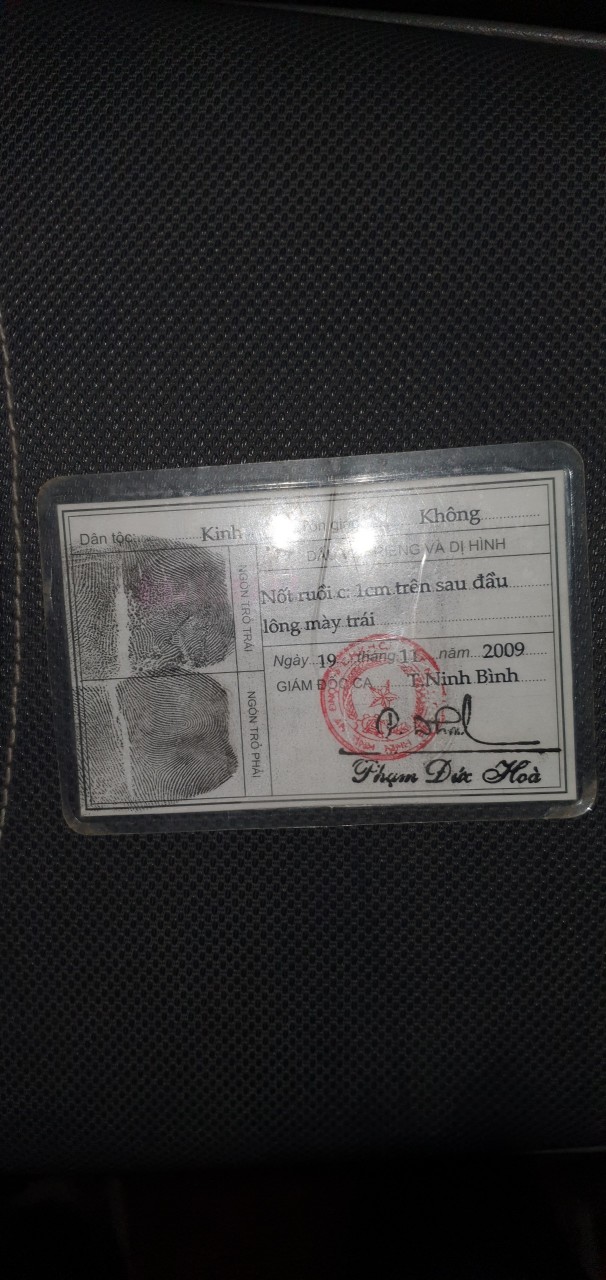 Dân tộc: Kinh Tôn giáo: Không
DẤU VẾT RIÊNG VÀ DỊ HÌNH
NGÓN TRỎ TRÁI
Nốt ruồi c: 1cm trên sau đầu
lông mày trái
Ngày 19 tháng 11 năm 2009
GIÁM ĐỐC CA T.Ninh Bình
NGÓN TRỎ PHẢI
Phạm Đức Hoà